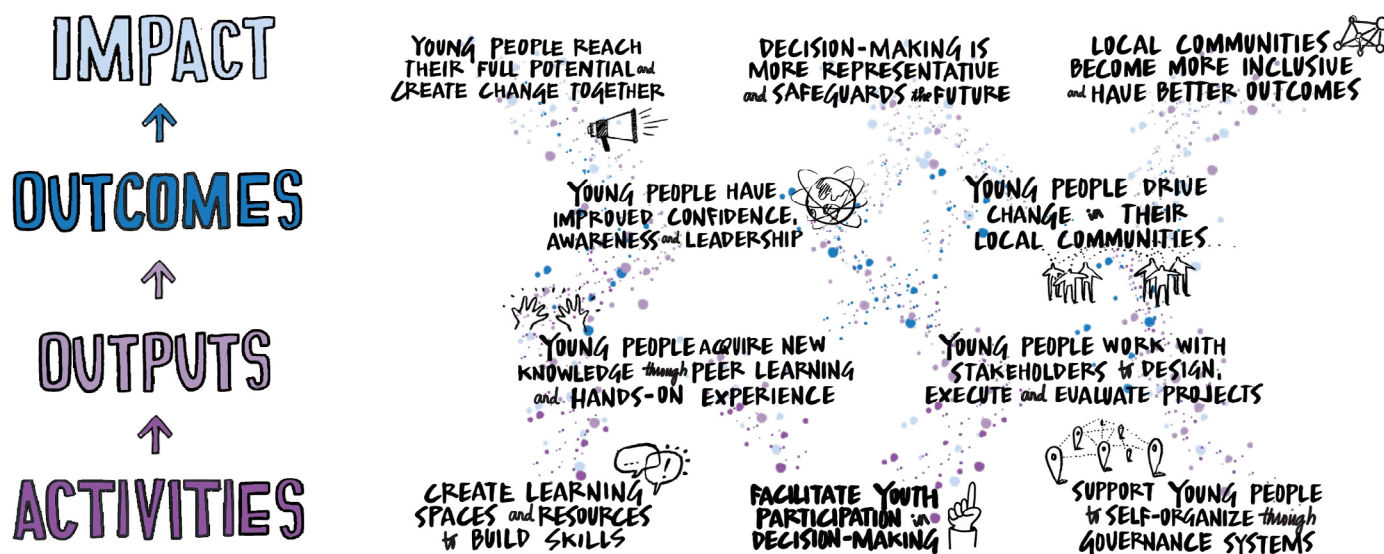 IMPACT
YOUNG PEOPLE REACH
THEIR FULL POTENTIAL and
CREATE CHANGE TOGETHER
DECISION-MAKING IS
MORE REPRESENTATIVE
and SAFEGUARDS the FUTURE
LOCAL COMMUNITIES
BECOME MORE INCLUSIVE
and HAVE BETTER OUTCOMES
OUTCOMES
YOUNG PEOPLE HAVE
IMPROVED CONFIDENCE,
AWARENESS and LEADERSHIP
YOUNG PEOPLE DRIVE
CHANGE in THEIR
LOCAL COMMUNITIES
OUTPUTS
YOUNG PEOPLE ACQUIRE NEW
KNOWLEDGE through PEER LEARNING
and HANDS-ON EXPERIENCE
YOUNG PEOPLE WORK WITH
STAKEHOLDERS to DESIGN,
EXECUTE and EVALUATE PROJECTS
ACTIVITIES
CREATE LEARNING
SPACES and RESOURCES
to BUILD SKILLS
FACILITATE YOUTH
PARTICIPATION in
DECISION-MAKING
SUPPORT YOUNG PEOPLE
to SELF-ORGANIZE through
GOVERNANCE SYSTEMS